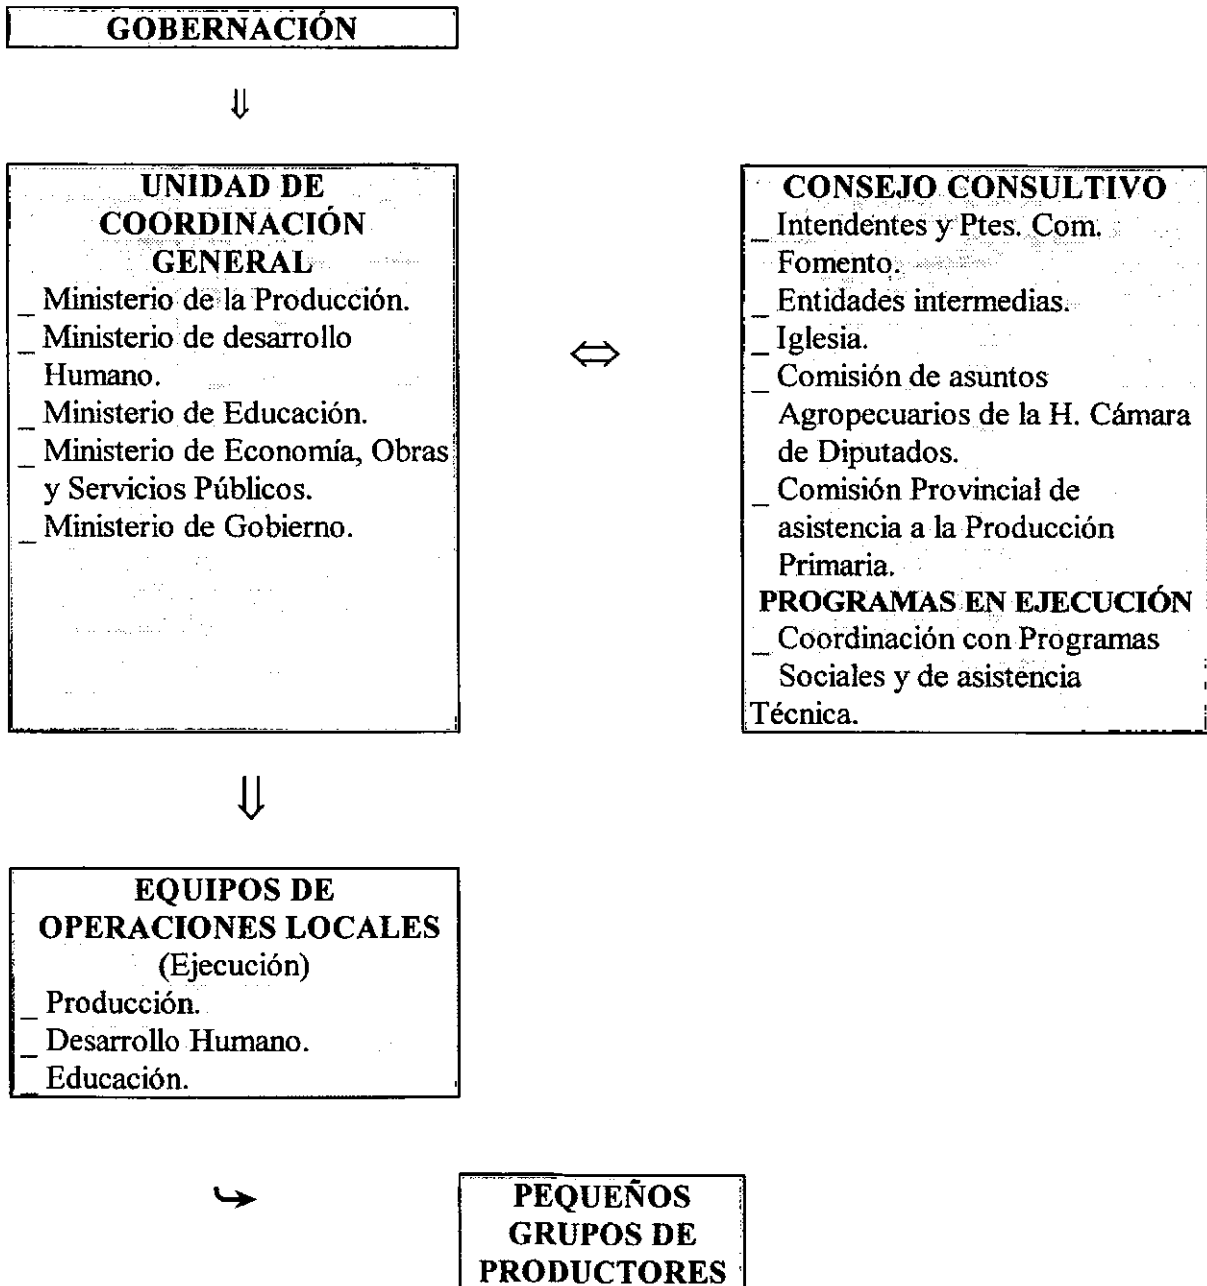 GOBERNACIÓN
⇓
UNIDAD DE
COORDINACIÓN
GENERAL
_ Ministerio de la Producción.
_ Ministerio de desarrollo
Humano.
_ Ministerio de Educación.
_ Ministerio de Economía, Obras
y Servicios Públicos.
_ Ministerio de Gobierno.
⇔
CONSEJO CONSULTIVO
_ Intendentes y Ptes. Com.
Fomento.
_ Entidades intermedias.
_ Iglesia.
_ Comisión de asuntos
Agropecuarios de la H. Cámara
de Diputados.
_ Comisión Provincial de
asistencia a la Producción
Primaria.
PROGRAMAS EN EJECUCIÓN
_ Coordinación con Programas
Sociales y de asistencia
Técnica.
⇓
EQUIPOS DE
OPERACIONES LOCALES
(Ejecución)
_ Producción.
_ Desarrollo Humano.
_ Educación.
PEQUEÑOS
GRUPOS DE
PRODUCTORES